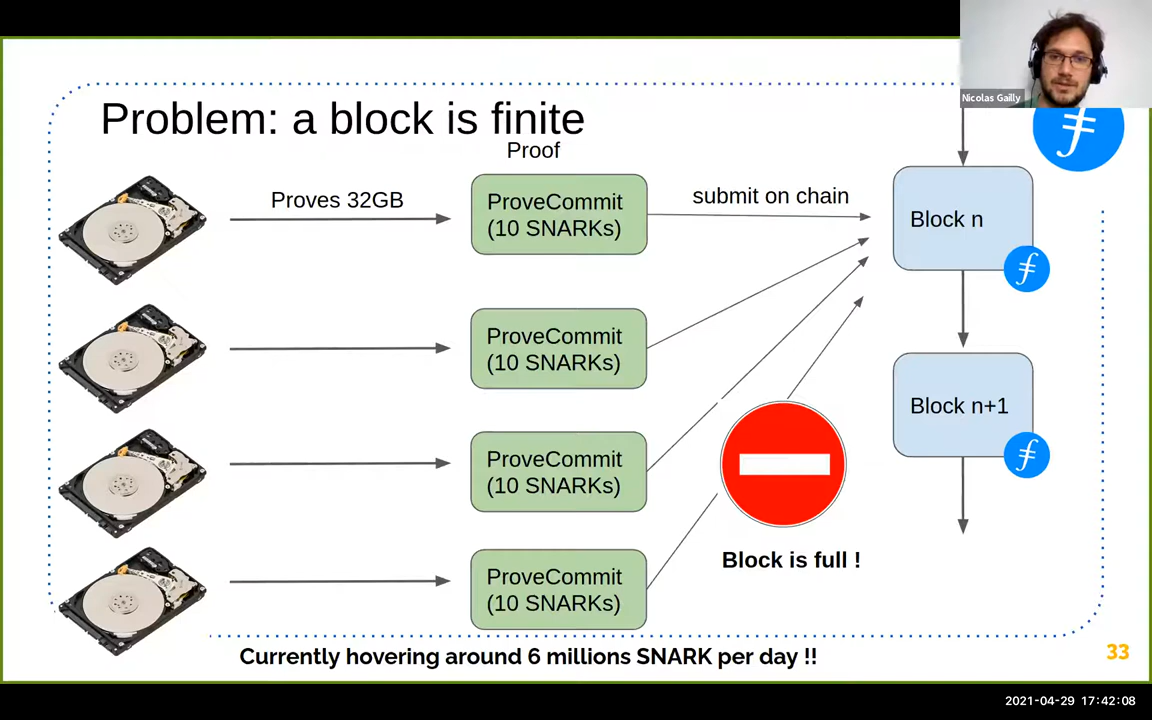 Nicolas Gailly
Problem: a block is finite
Proof
Proves 32GB
ProveCommit
(10 SNARKs)
submit on chain
Block n
ProveCommit
(10 SNARKs)
Block n+1
ProveCommit
(10 SNARKs)
Block is full !
ProveCommit
(10 SNARKs)
Currently hovering around 6 millions SNARK per day !!
33
2021-04-29 17:42:08